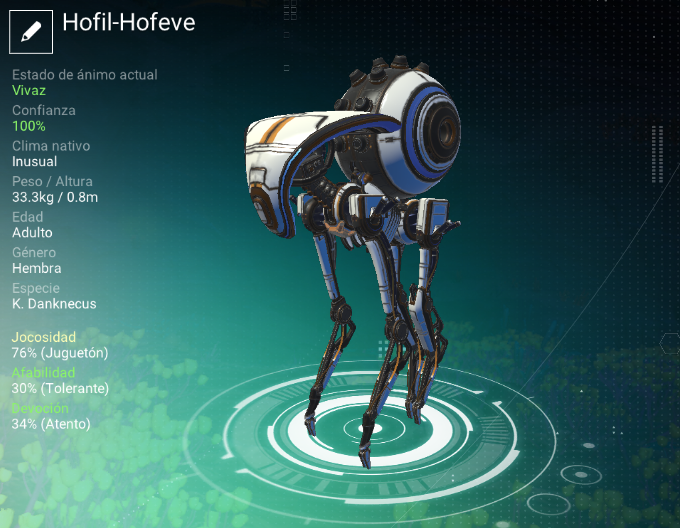 Hofil-Hofeve
Estado de ánimo actual
Vivaz
Confianza
100%
Clima nativo
Inusual
Peso / Altura
33.3kg / 0.8m
Edad
Adulto
Género
Hembra
Especie
K. Danknecus
Jocosidad
76% (Juguetón)
Afabilidad
30% (Tolerante)
Devoción
34% (Atento)